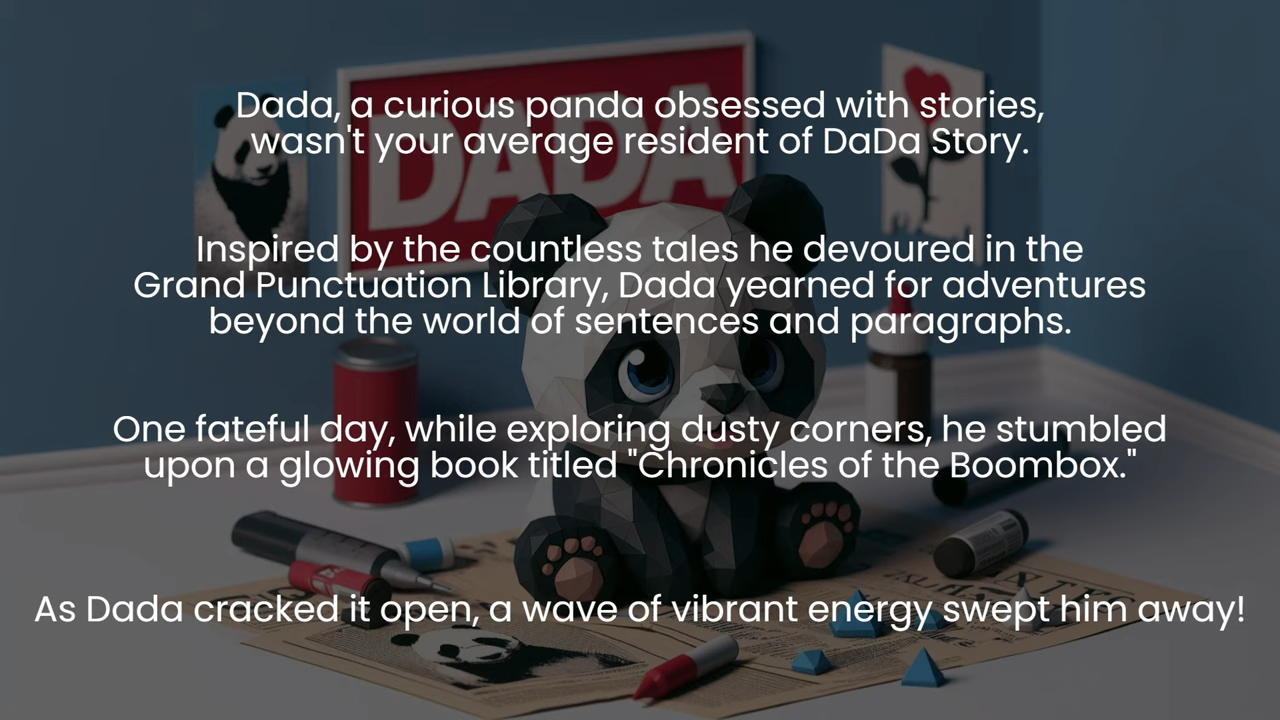 DADA
Dada, a curious panda obsessed with stories,
wasn't your average resident of DaDa Story.
Inspired by the countless tales he devoured in the
Grand Punctuation Library, Dada yearned for adventures
beyond the world of sentences and paragraphs.
One fateful day, while exploring dusty corners, he stumbled
upon a glowing book titled "Chronicles of the Boombox."
As Dada cracked it open, a wave of vibrant energy swept him away!